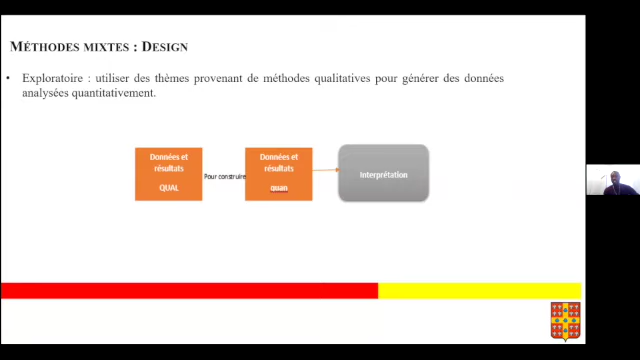 MÉTHODES MIXTES : DESIGN
• Exploratoire : utiliser des thèmes provenant de méthodes qualitatives pour générer des données
analysées quantitativement.
Données et
résultats
QUAL
Pour construire
Données et
résultats
quan
Interprétation